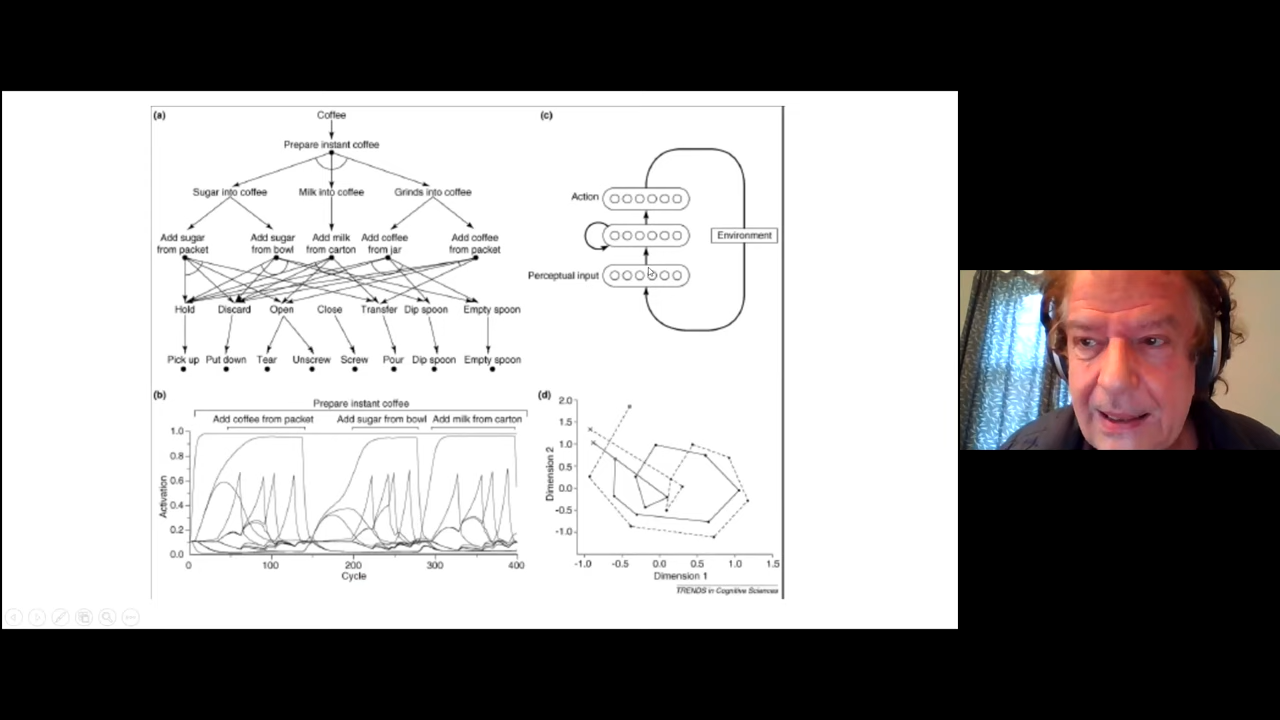 (a)
Coffee
Prepare instant coffee
Sugar into coffee
Milk into coffee
Grinds into coffee
Add sugar
from packet
Add sugar
from bowl
Add milk
from carton
Add coffee
from jar
Add coffee
from packet
Hold
Discard
Open
Close
Transfer
Dip spoon
Empty spoon
Pick up
Put down
Tear
Unscrew
Screw
Pour
Dip spoon
Empty spoon
(b)
Prepare instant coffee
Add coffee from packet
Add sugar from bowl
Add milk from carton
Activation
1.0
0.8
0.6
0.4
0.2
0.0
0
100
200
300
400
Cycle
(c)
Action
Environment
Perceptual input
(d)
Dimension 2
2.0
1.5
1.0
0.5
0.0
-0.5
-1.0
-1.0
-0.5
0.0
0.5
1.0
1.5
Dimension 1
TRENDS in Cognitive Sciences